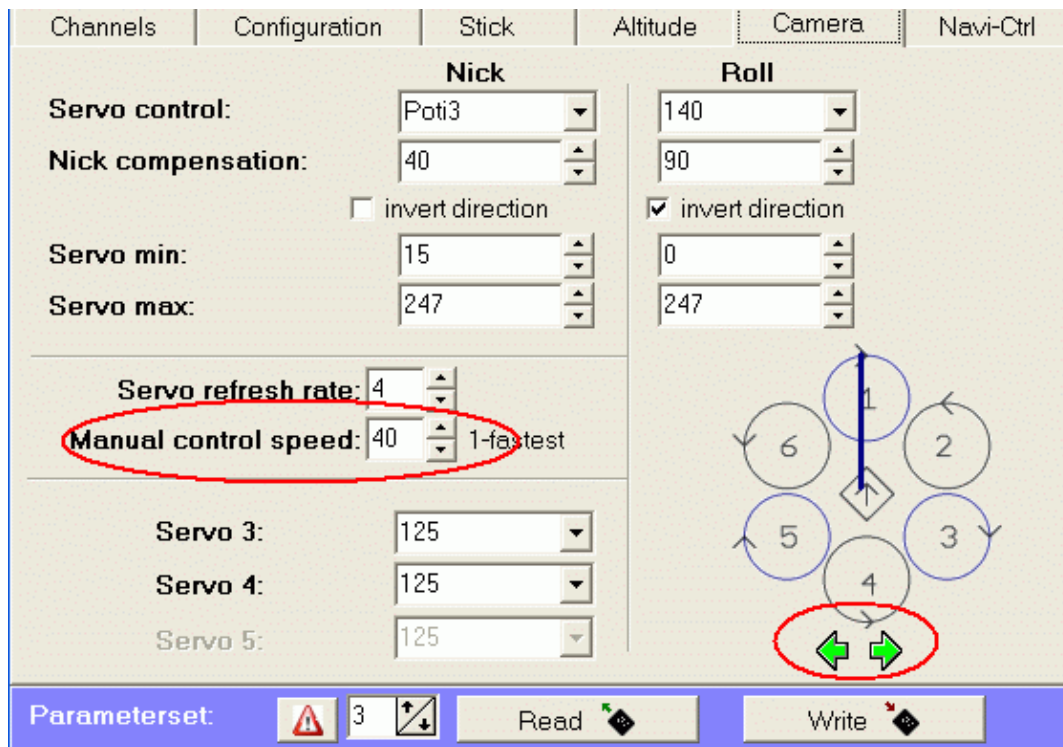 Channels Configuration Stick Altitude Camera Navi-Ctrl
Nick Roll
Servo control: Poti3 140
Nick compensation: 40 90
invert direction invert direction
Servo min: 15 0
Servo max: 247 247
Servo refresh rate: 4
Manual control speed: 40 1-fastest
Servo 3: 125
Servo 4: 125
Servo 5: 125
1
6 2
5 3
4
Parameterset: 3 Read Write